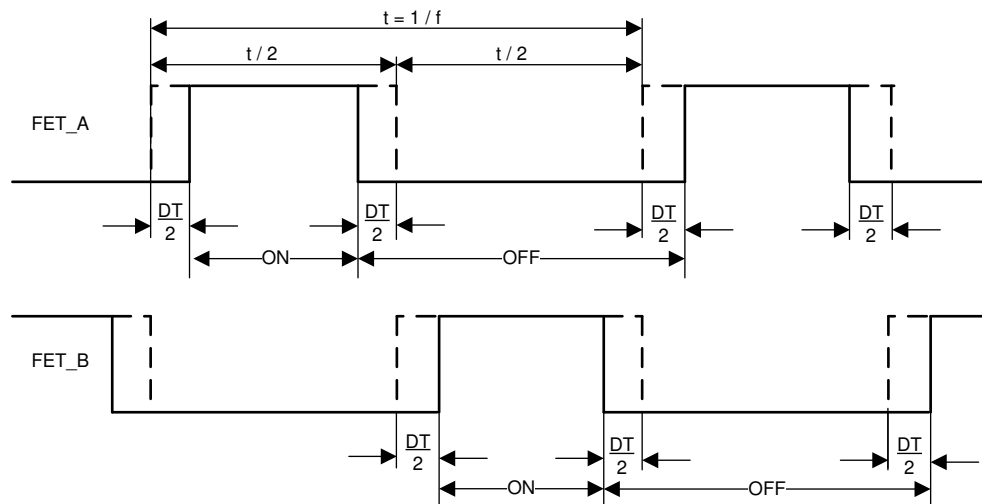 t = 1 / f
t / 2 t / 2
FET_A
DT DT DT DT
2 2 2 2
ON OFF
FET_B
DT DT DT
2 2 2
ON OFF